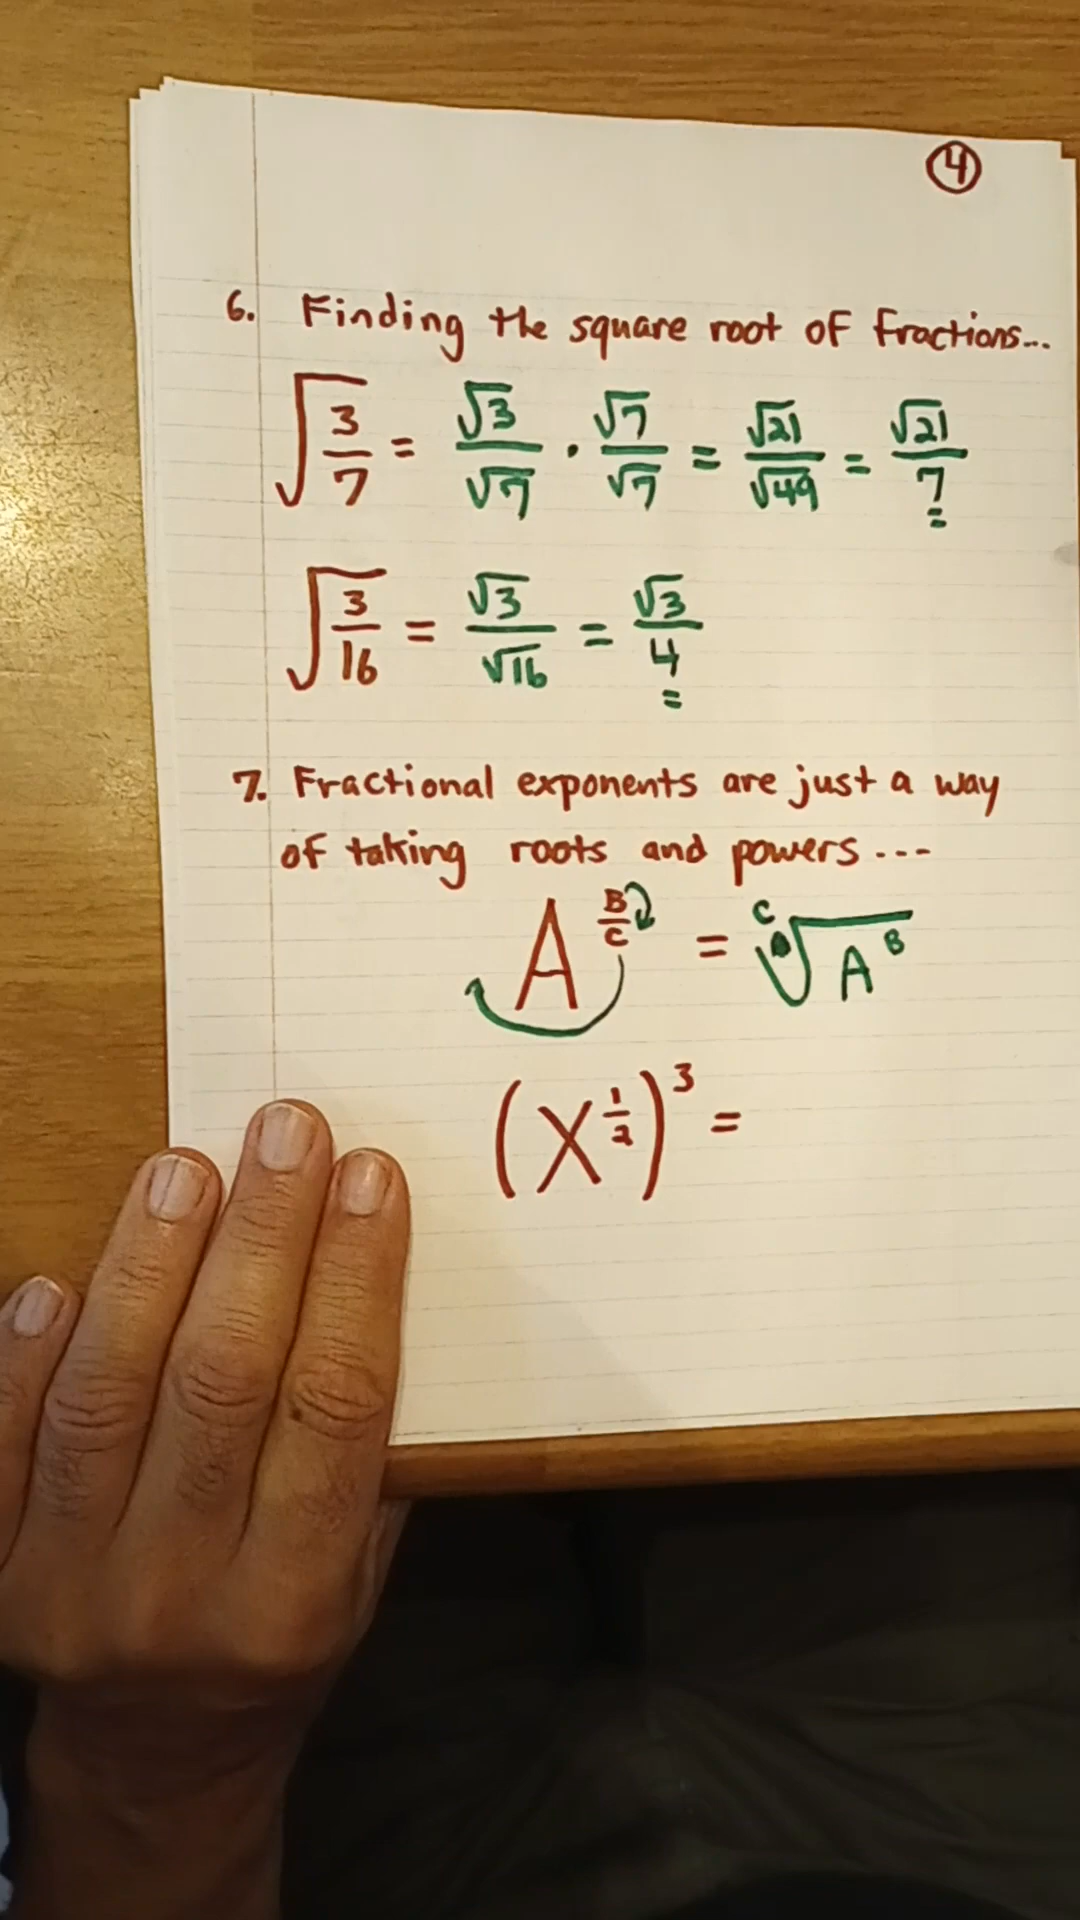 ④
6. Finding the square root of fractions...
√(3/7) = √3/√7 · √7/√7 = √21/√49 = √21/7
√(3/16) = √3/√16 = √3/4
7. Fractional exponents are just a way
of taking roots and powers...
A^(B/C) = ᶜ√(A^B)
(X^(1/2))^3 =